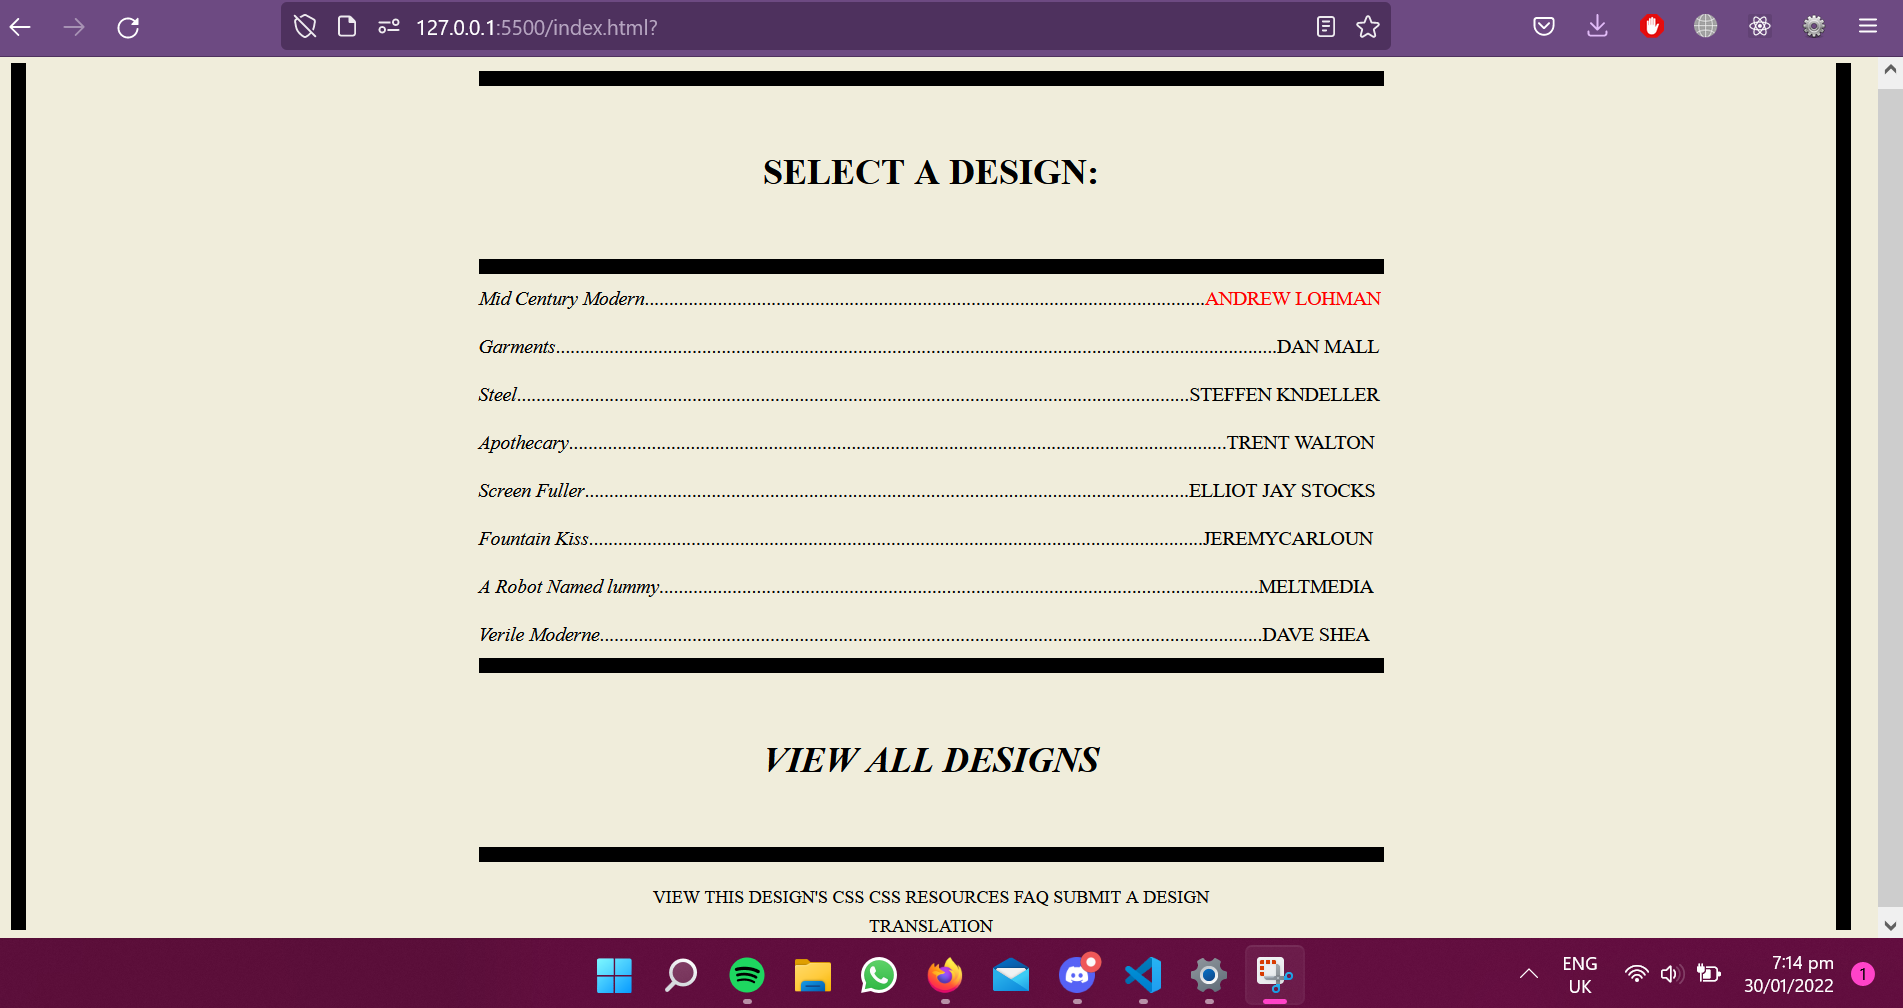 127.0.0.1:5500/index.html?
SELECT A DESIGN:
Mid Century Modern....................................................................................................................ANDREW LOHMAN
Garments.....................................................................................................................................................DAN MALL
Steel...........................................................................................................................................STEFFEN KNDELLER
Apothecary........................................................................................................................................TRENT WALTON
Screen Fuller.............................................................................................................................ELLIOT JAY STOCKS
Fountain Kiss...............................................................................................................................JEREMYCARLOUN
A Robot Named lummy............................................................................................................................MELTMEDIA
Verile Moderne.........................................................................................................................................DAVE SHEA
VIEW ALL DESIGNS
VIEW THIS DESIGN'S CSS CSS RESOURCES FAQ SUBMIT A DESIGN
TRANSLATION
ENG
UK
7:14 pm
30/01/2022
1